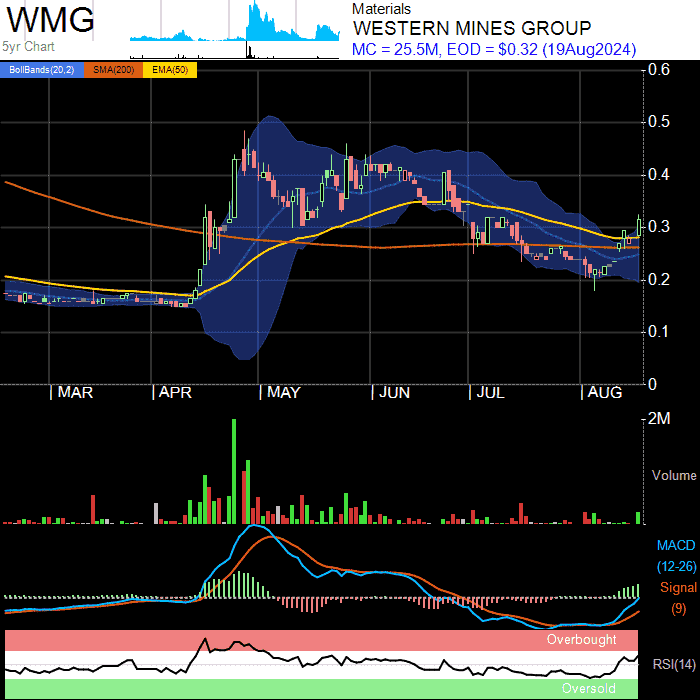 WMG
5yr Chart
Materials
WESTERN MINES GROUP
MC = 25.5M, EOD = $0.32 (19Aug2024)
BollBands(20,2) SMA(200) EMA(50)
0.6
0.5
0.4
0.3
0.2
0.1
0
MAR APR MAY JUN JUL AUG
2M
Volume
MACD
(12-26)
Signal
(9)
Overbought
RSI(14)
Oversold